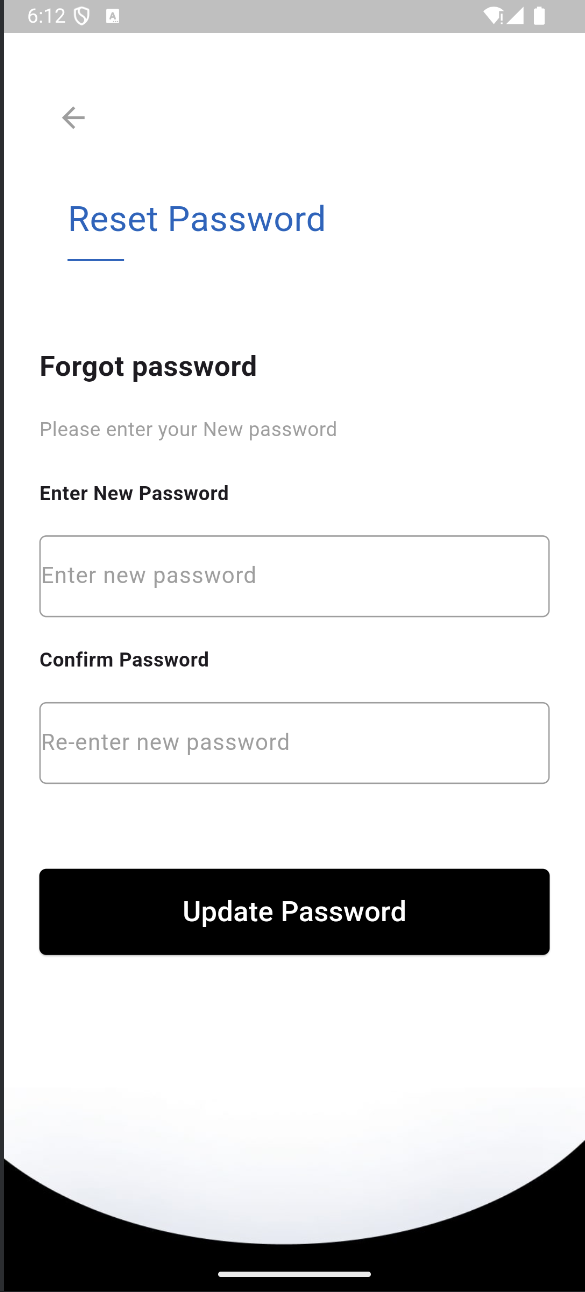 6:12
Reset Password
Forgot password
Please enter your New password
Enter New Password
Enter new password
Confirm Password
Re-enter new password
Update Password